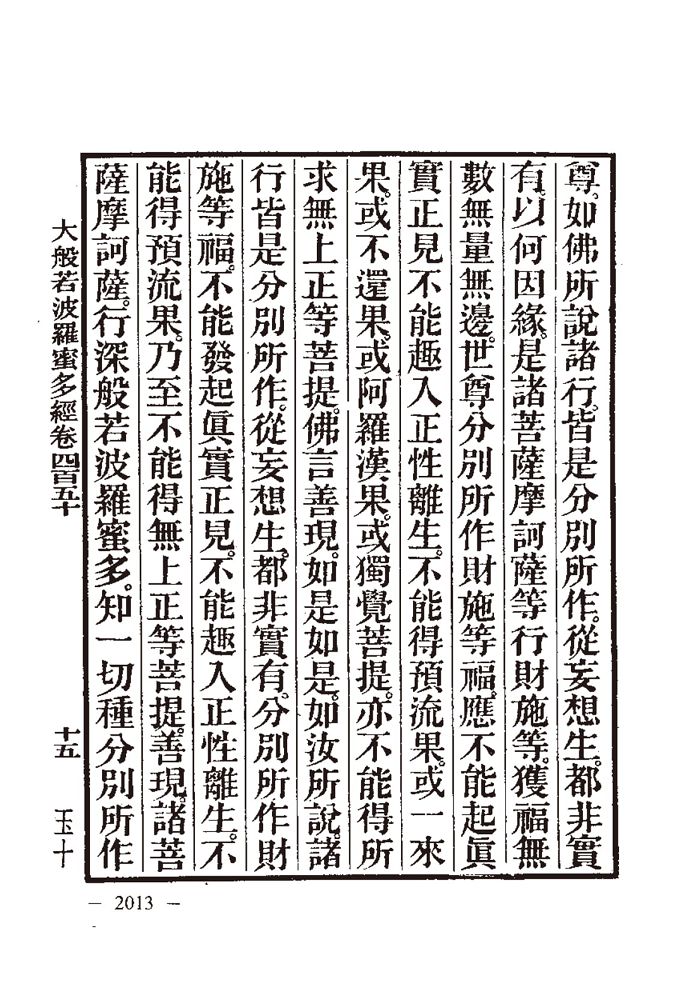 尊。如佛所說諸行。皆是分別所作。從妄想生。都非實
有。以何因緣。是諸菩薩摩訶薩等行財施等。獲福無
數無量無邊。世尊分別所作財施等福。應不能起眞
實正見不能趣入正性離生。不能得預流果。或一來
果。或不還果。或阿羅漢果。或獨覺菩提。亦不能得所
求無上正等菩提。佛言善現。如是如是。如汝所說。諸
行皆是分別所作。從妄想生。都非實有。分別所作財
施等福。不能發起眞實正見。不能趣入正性離生。不
能得預流果。乃至不能得無上正等菩提。善現。諸菩
薩摩訶薩。行深般若波羅蜜多。知一切種分別所作
大般若波羅蜜多經卷四百五十 十五 玉十
— 2013 —